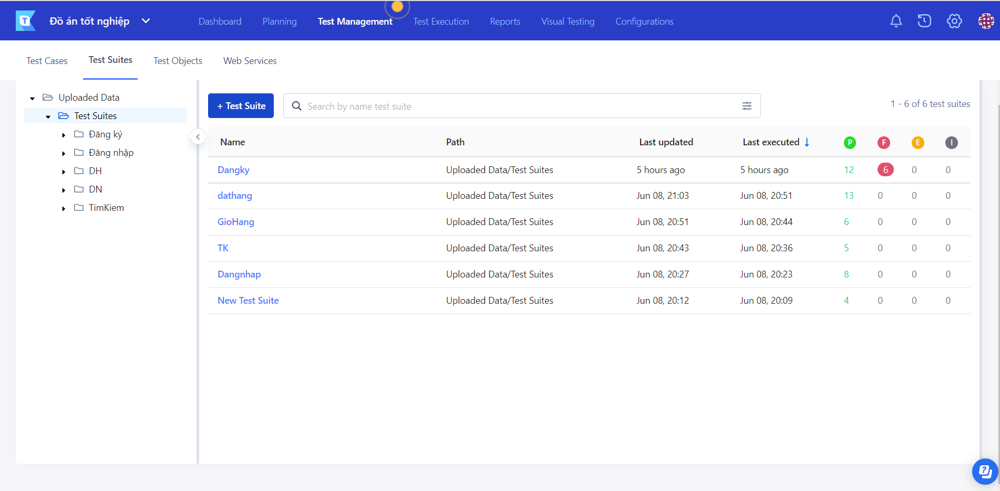 T Đồ án tốt nghiệp Dashboard Planning Test Management Test Execution Reports Visual Testing Configurations
Test Cases Test Suites Test Objects Web Services
Uploaded Data
Test Suites
Đăng ký
Đăng nhập
DH
DN
TimKiem
+ Test Suite Search by name test suite 1 - 6 of 6 test suites
Name Path Last updated Last executed P F E I
Dangky Uploaded Data/Test Suites 5 hours ago 5 hours ago 12 6 0 0
dathang Uploaded Data/Test Suites Jun 08, 21:03 Jun 08, 20:51 13 0 0 0
GioHang Uploaded Data/Test Suites Jun 08, 20:51 Jun 08, 20:44 6 0 0 0
TK Uploaded Data/Test Suites Jun 08, 20:43 Jun 08, 20:36 5 0 0 0
Dangnhap Uploaded Data/Test Suites Jun 08, 20:27 Jun 08, 20:23 8 0 0 0
New Test Suite Uploaded Data/Test Suites Jun 08, 20:12 Jun 08, 20:09 4 0 0 0
?